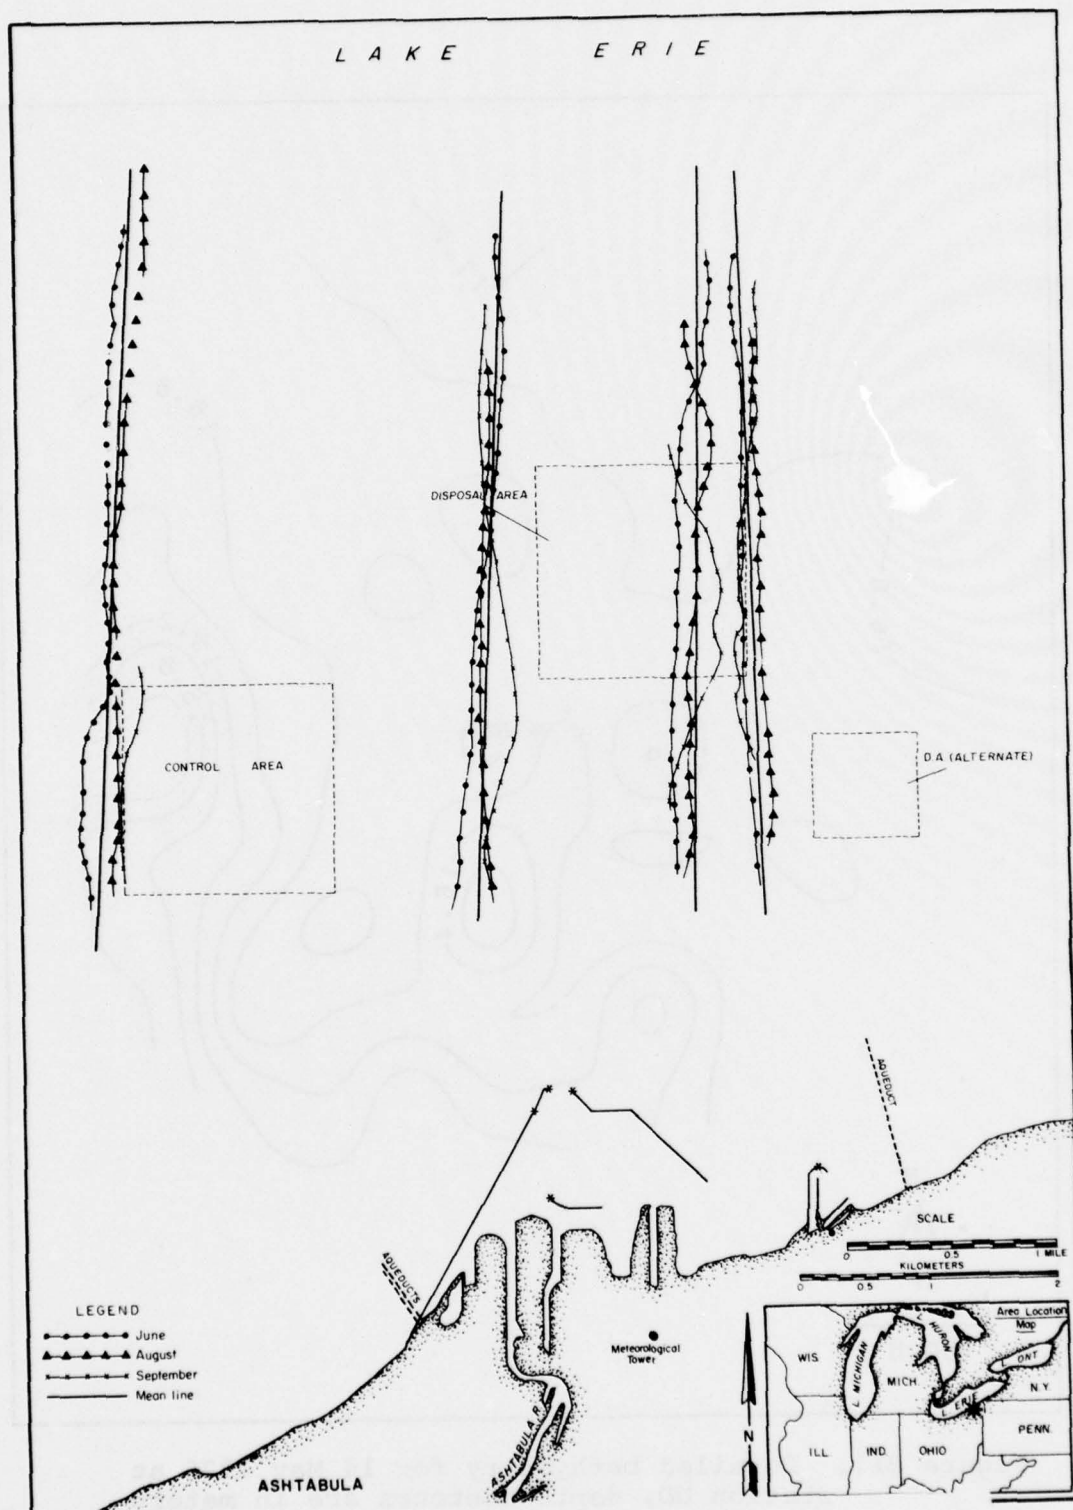 LAKE ERIE
DISPOSAL AREA
CONTROL AREA
D.A. (ALTERNATE)
AQUEDUCT
SCALE
0 0.5 1 MILE
KILOMETERS
0 0.5 1 2
AQUEDUCTS
LEGEND
June
August
September
Mean line
Meteorological
Tower
ASHTABULA R.
ASHTABULA
N
Area Location
Map
WIS.
L. MICHIGAN
MICH.
L. HURON
L. ONT.
L. ERIE
N.Y.
PENN.
ILL
IND.
OHIO